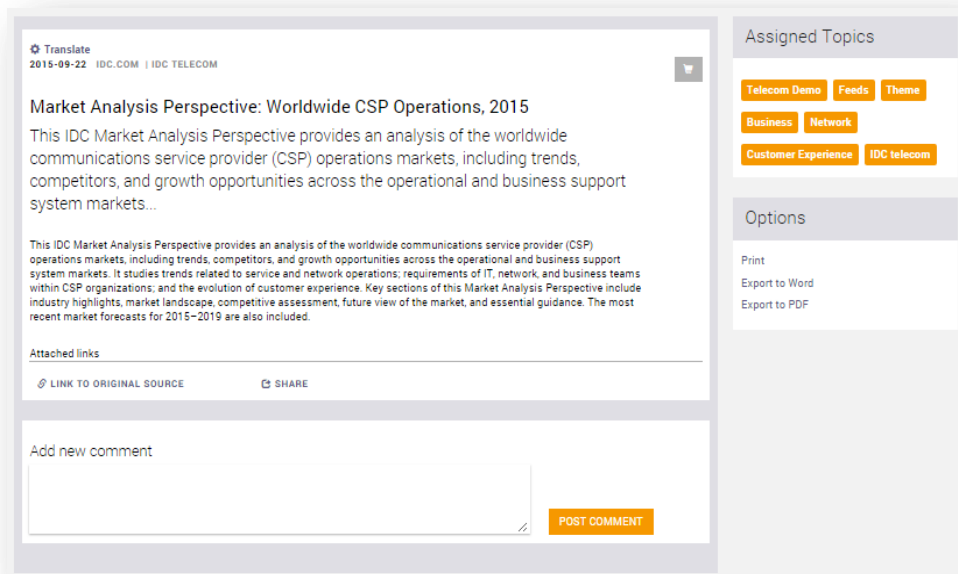 Translate
2015-09-22 IDC.COM | IDC TELECOM
Market Analysis Perspective: Worldwide CSP Operations, 2015
This IDC Market Analysis Perspective provides an analysis of the worldwide
communications service provider (CSP) operations markets, including trends,
competitors, and growth opportunities across the operational and business support
system markets...
This IDC Market Analysis Perspective provides an analysis of the worldwide communications service provider (CSP)
operations markets, including trends, competitors, and growth opportunities across the operational and business support
system markets. It studies trends related to service and network operations; requirements of IT, network, and business teams
within CSP organizations; and the evolution of customer experience. Key sections of this Market Analysis Perspective include
industry highlights, market landscape, competitive assessment, future view of the market, and essential guidance. The most
recent market forecasts for 2015–2019 are also included.
Attached links
LINK TO ORIGINAL SOURCE SHARE
Add new comment
POST COMMENT
Assigned Topics
Telecom Demo Feeds Theme
Business Network
Customer Experience IDC telecom
Options
Print
Export to Word
Export to PDF